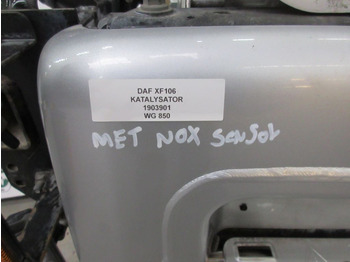 DAF XF106
KATALYSATOR
1903901
WG 850
MET NOX SENSOR